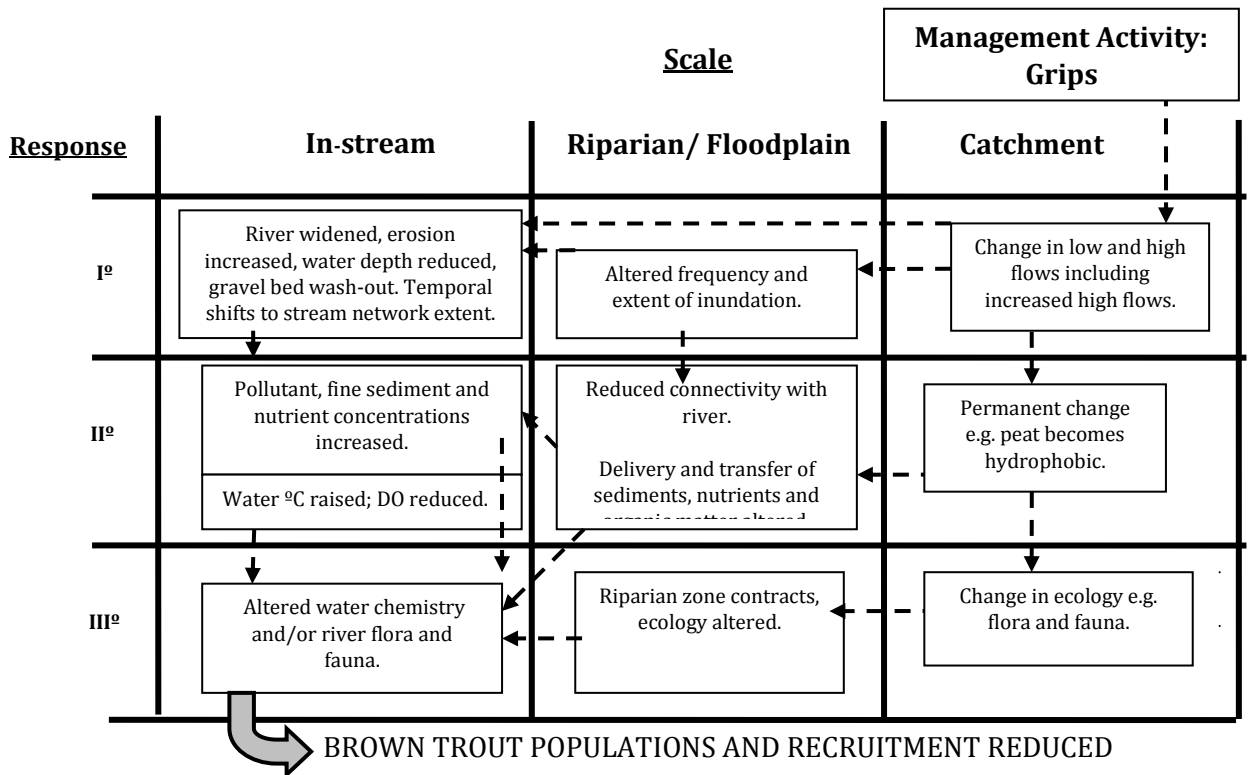 Management Activity:
Grips
Scale
Response
In-stream
Riparian/ Floodplain
Catchment
Iº
River widened, erosion
increased, water depth reduced,
gravel bed wash-out. Temporal
shifts to stream network extent.
Altered frequency and
extent of inundation.
Change in low and high
flows including
increased high flows.
IIº
Pollutant, fine sediment and
nutrient concentrations
increased.
Water ºC raised; DO reduced.
Reduced connectivity with
river.
Delivery and transfer of
sediments, nutrients and
organic matter altered
Permanent change
e.g. peat becomes
hydrophobic.
IIIº
Altered water chemistry
and/or river flora and
fauna.
Riparian zone contracts,
ecology altered.
Change in ecology e.g.
flora and fauna.
BROWN TROUT POPULATIONS AND RECRUITMENT REDUCED